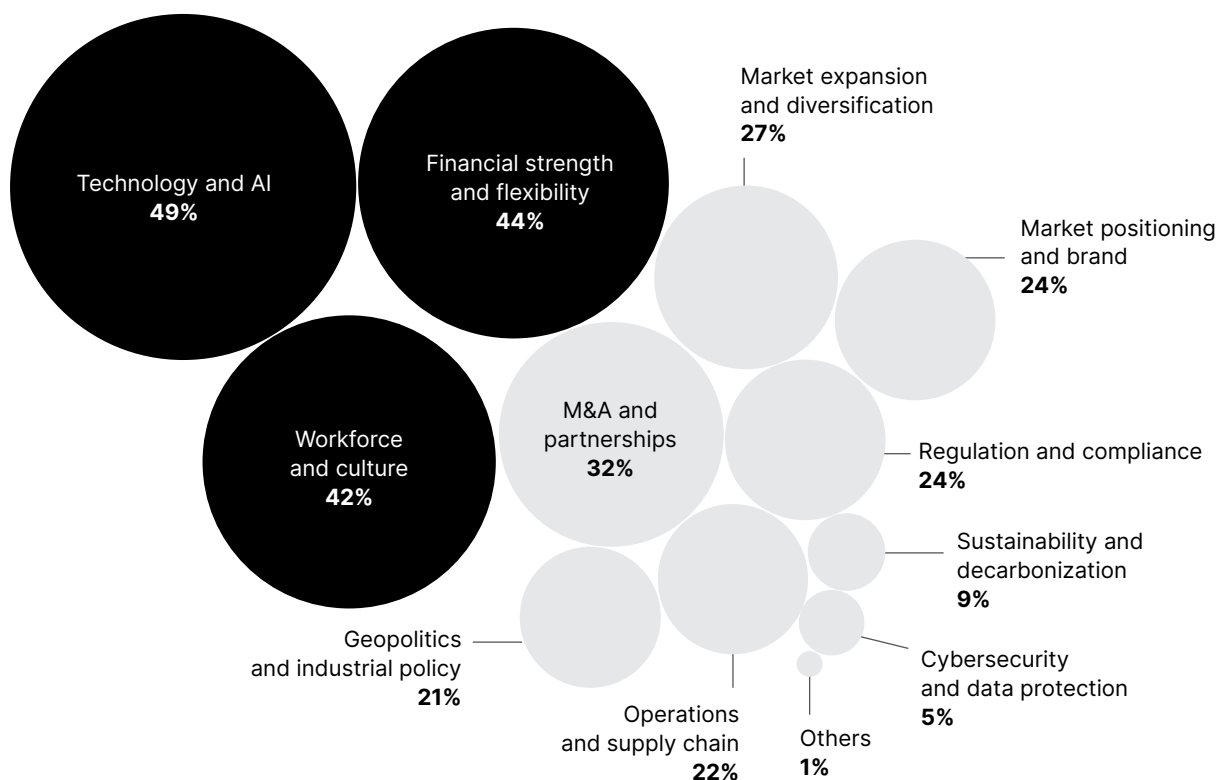 Technology and AI
49%
Financial strength
and flexibility
44%
Market expansion
and diversification
27%
Market positioning
and brand
24%
Workforce
and culture
42%
M&A and
partnerships
32%
Regulation and compliance
24%
Sustainability and
decarbonization
9%
Geopolitics
and industrial policy
21%
Cybersecurity
and data protection
5%
Operations
and supply chain
22%
Others
1%